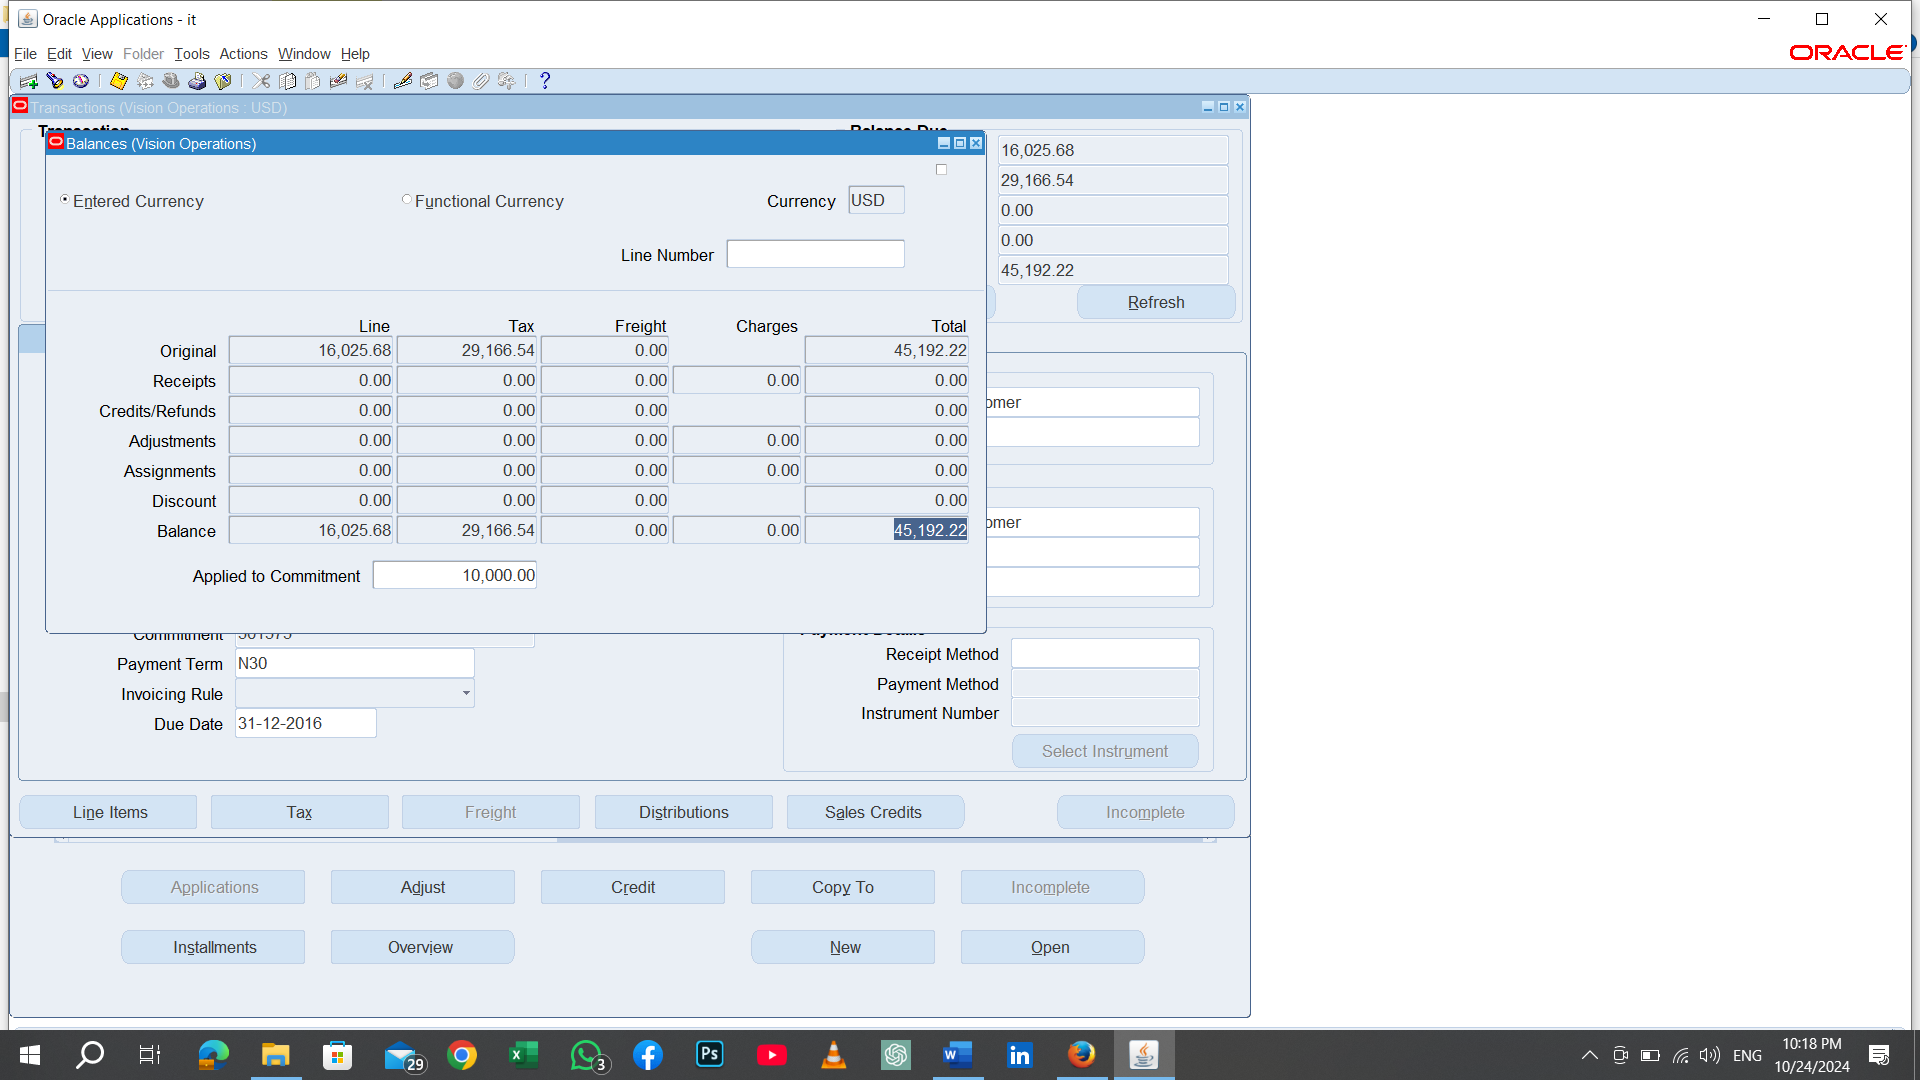 Oracle Applications - it
File Edit View Folder Tools Actions Window Help
ORACLE
Transactions (Vision Operations : USD)
Transaction
Balance Due
Balances (Vision Operations)
16,025.68
29,166.54
0.00
0.00
45,192.22
Refresh
Entered Currency
Functional Currency
Currency USD
Line Number
Line Tax Freight Charges Total
Original 16,025.68 29,166.54 0.00 45,192.22
Receipts 0.00 0.00 0.00 0.00 0.00
Credits/Refunds 0.00 0.00 0.00 0.00
Adjustments 0.00 0.00 0.00 0.00 0.00
Assignments 0.00 0.00 0.00 0.00 0.00
Discount 0.00 0.00 0.00 0.00
Balance 16,025.68 29,166.54 0.00 0.00 45,192.22
Applied to Commitment 10,000.00
omer
omer
Commitment
Payment Term N30
Invoicing Rule
Due Date 31-12-2016
Payment Details
Receipt Method
Payment Method
Instrument Number
Select Instrument
Line Items Tax Freight Distributions Sales Credits Incomplete
Applications Adjust Credit Copy To Incomplete
Installments Overview New Open
29
3
Ps
ENG
10:18 PM
10/24/2024